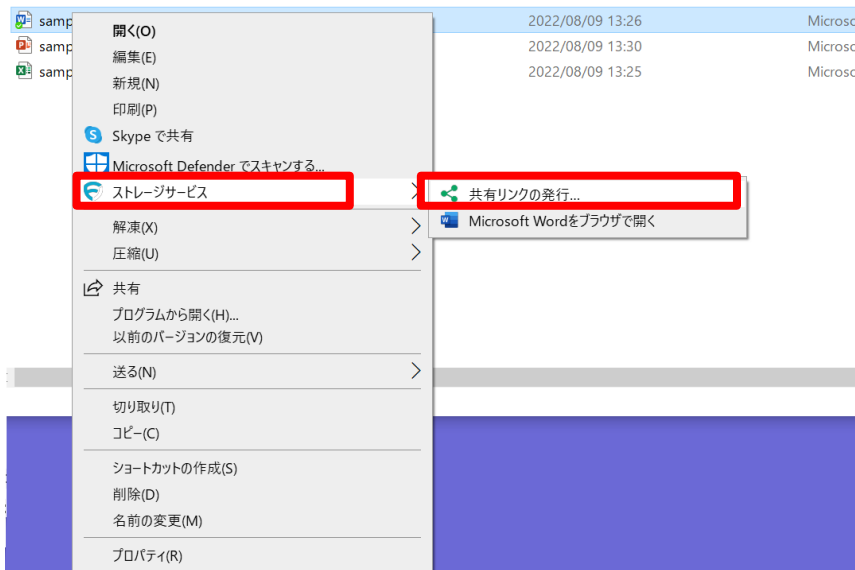 samp 2022/08/09 13:26 Microso
samp 2022/08/09 13:30 Microso
samp 2022/08/09 13:25 Microso
開く(O)
編集(E)
新規(N)
印刷(P)
Skype で共有
Microsoft Defender でスキャンする...
ストレージサービス
共有リンクの発行...
Microsoft Wordをブラウザで開く
解凍(X)
圧縮(U)
共有
プログラムから開く(H)...
以前のバージョンの復元(V)
送る(N)
切り取り(T)
コピー(C)
ショートカットの作成(S)
削除(D)
名前の変更(M)
プロパティ(R)